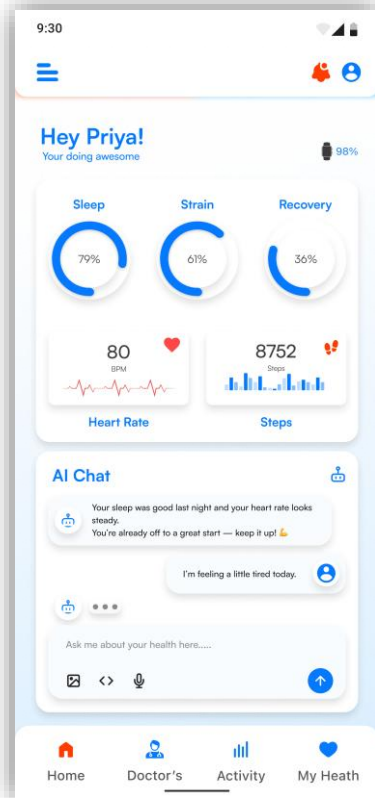 9:30
Hey Priya!
Your doing awesome
98%
Sleep
Strain
Recovery
79%
61%
36%
80
BPM
8752
Steps
Heart Rate
Steps
AI Chat
Your sleep was good last night and your heart rate looks
steady.
You're already off to a great start — keep it up! 💪
I'm feeling a little tired today.
Ask me about your health here.....
Home
Doctor's
Activity
My Heath